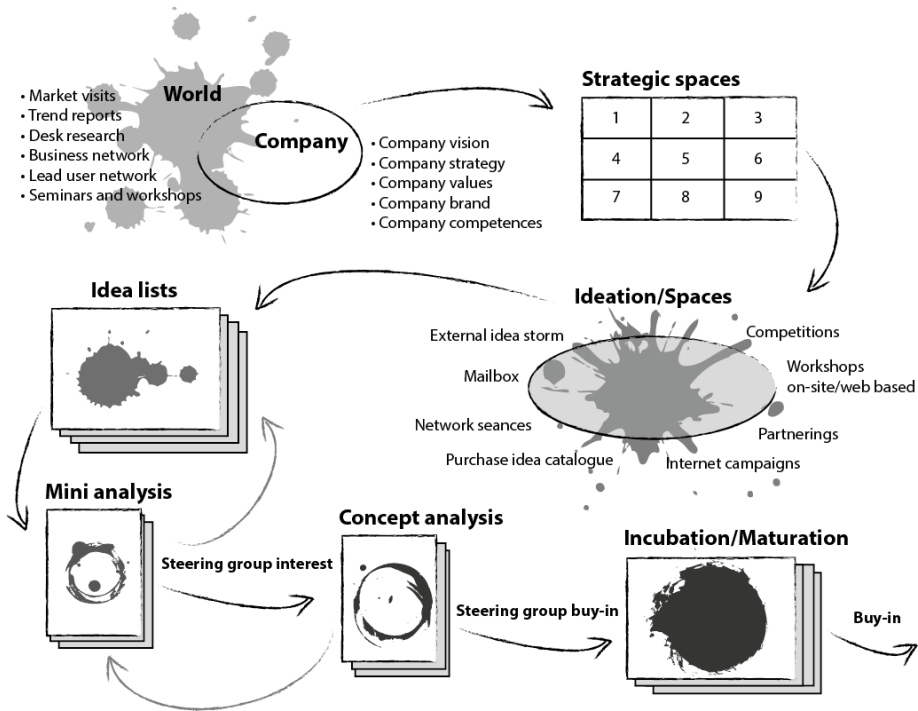 World
• Market visits
• Trend reports
• Desk research
• Business network
• Lead user network
• Seminars and workshops
Company
• Company vision
• Company strategy
• Company values
• Company brand
• Company competences
Strategic spaces
1 2 3
4 5 6
7 8 9
Ideation/Spaces
External idea storm
Competitions
Mailbox
Workshops
on-site/web based
Network seances
Partnerings
Purchase idea catalogue
Internet campaigns
Idea lists
Mini analysis
Steering group interest
Concept analysis
Steering group buy-in
Incubation/Maturation
Buy-in